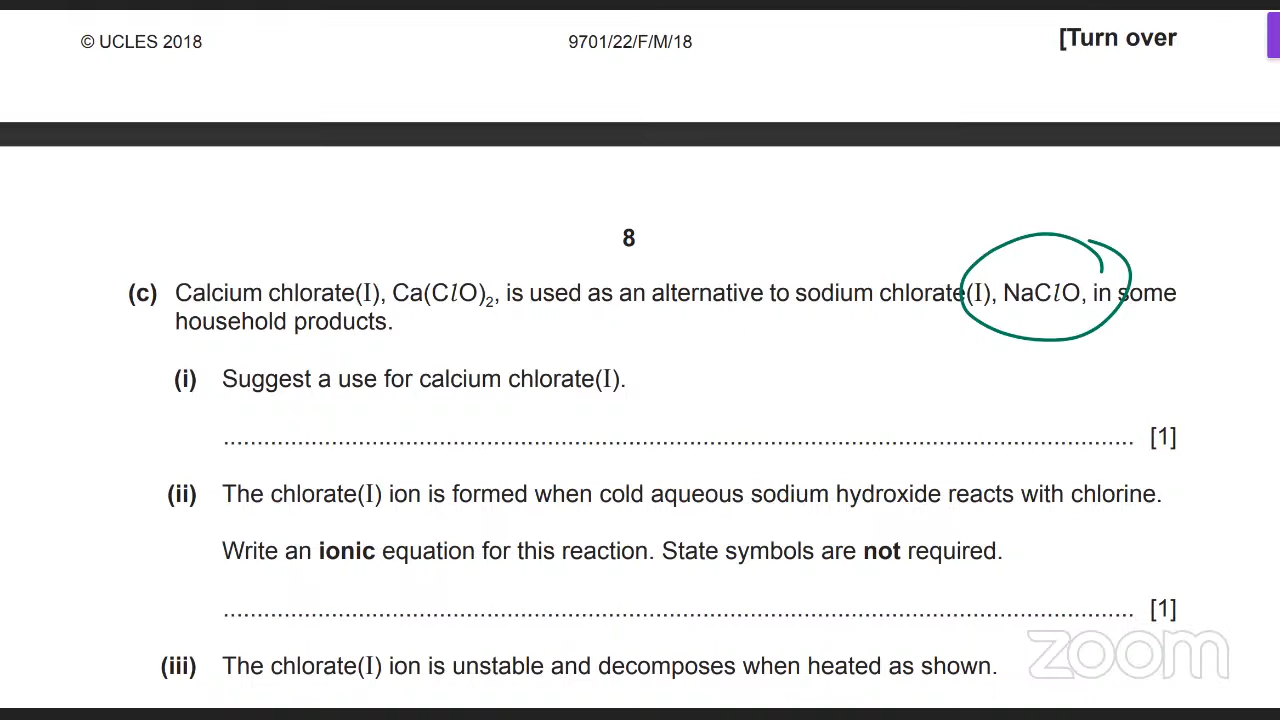 © UCLES 2018 9701/22/F/M/18 [Turn over
8
(c) Calcium chlorate(I), Ca(ClO)₂, is used as an alternative to sodium chlorate(I), NaClO, in some
household products.
(i) Suggest a use for calcium chlorate(I).
.......................................................................................................................................... [1]
(ii) The chlorate(I) ion is formed when cold aqueous sodium hydroxide reacts with chlorine.
Write an ionic equation for this reaction. State symbols are not required.
.......................................................................................................................................... [1]
(iii) The chlorate(I) ion is unstable and decomposes when heated as shown.
zoom